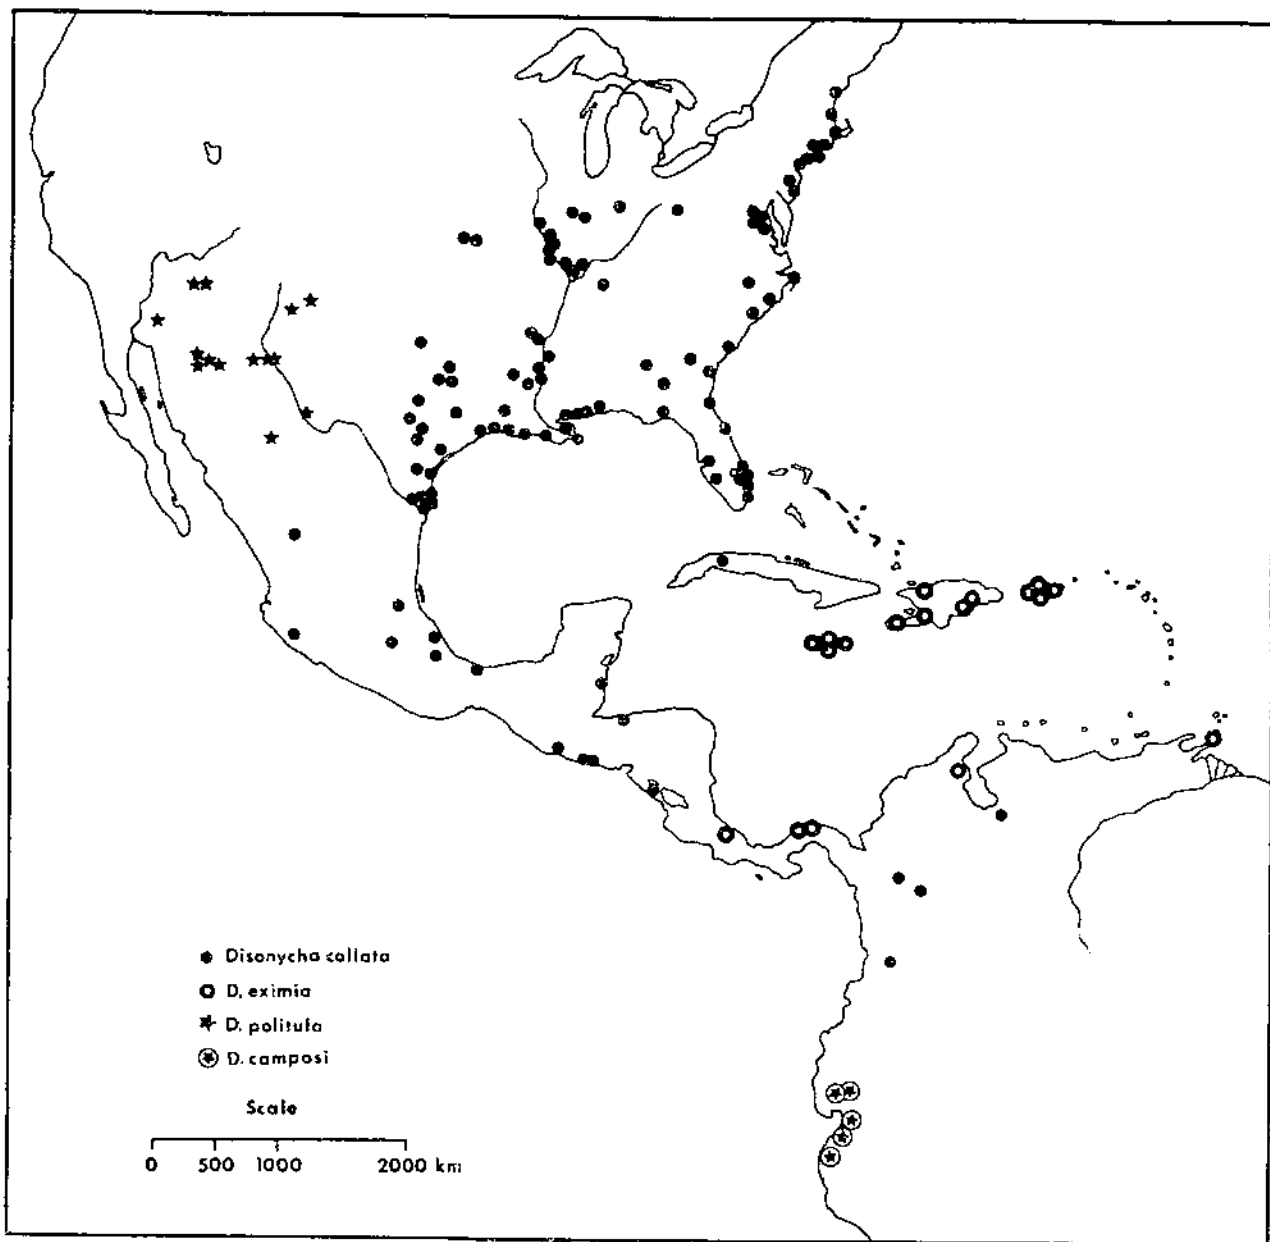 Disonycha collata
D. eximia
D. politula
D. camposi
Scale
0 500 1000 2000 km